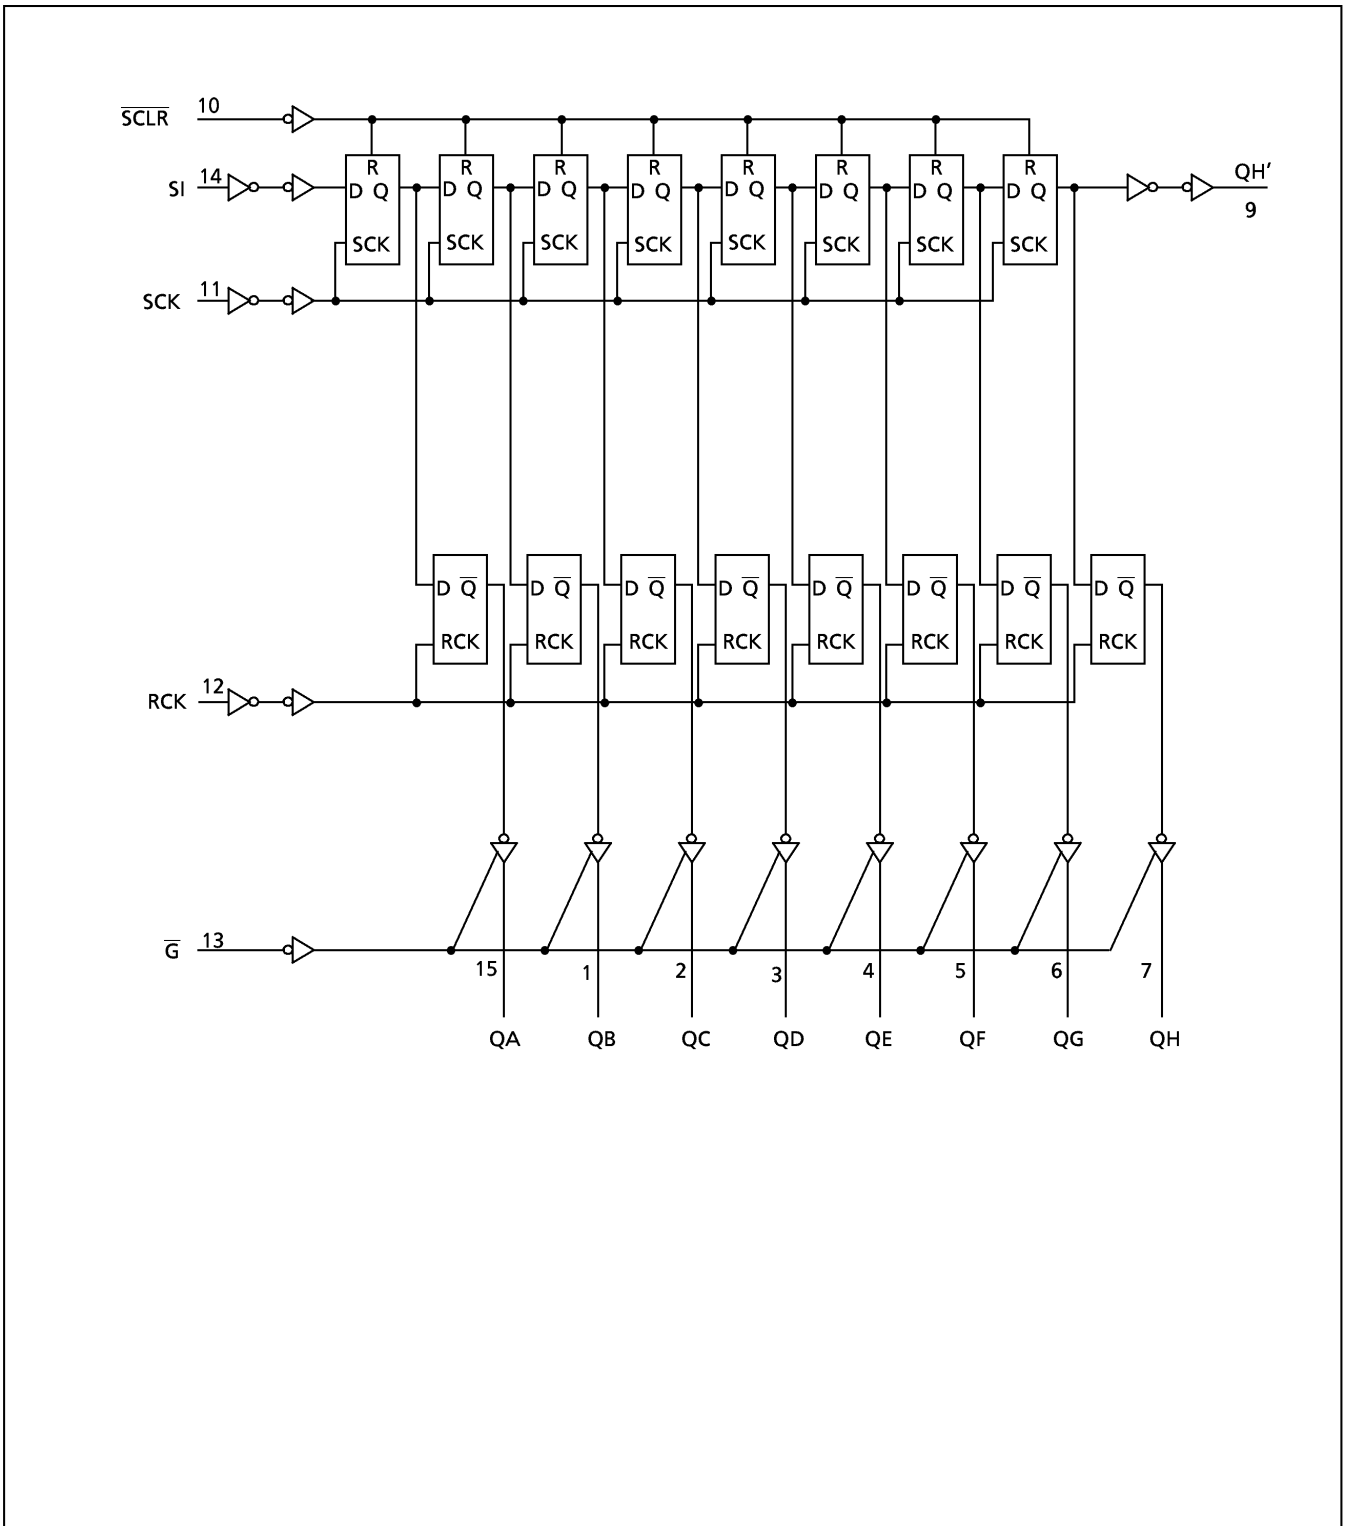 S̅C̅L̅R̅ 10
R R R R R R R R
SI 14 D Q D Q D Q D Q D Q D Q D Q D Q QH′
9
SCK SCK SCK SCK SCK SCK SCK SCK
SCK 11
D Q̅ D Q̅ D Q̅ D Q̅ D Q̅ D Q̅ D Q̅ D Q̅
RCK RCK RCK RCK RCK RCK RCK RCK
RCK 12
G̅ 13
15 1 2 3 4 5 6 7
QA QB QC QD QE QF QG QH